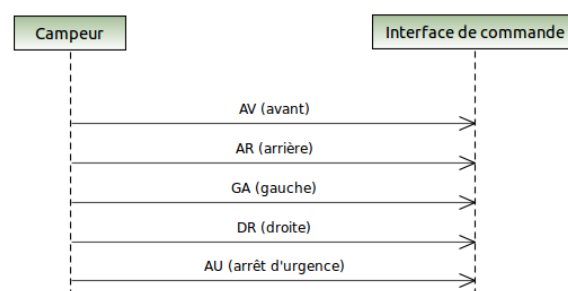 Campeur
Interface de commande
AV (avant)
AR (arrière)
GA (gauche)
DR (droite)
AU (arrêt d'urgence)